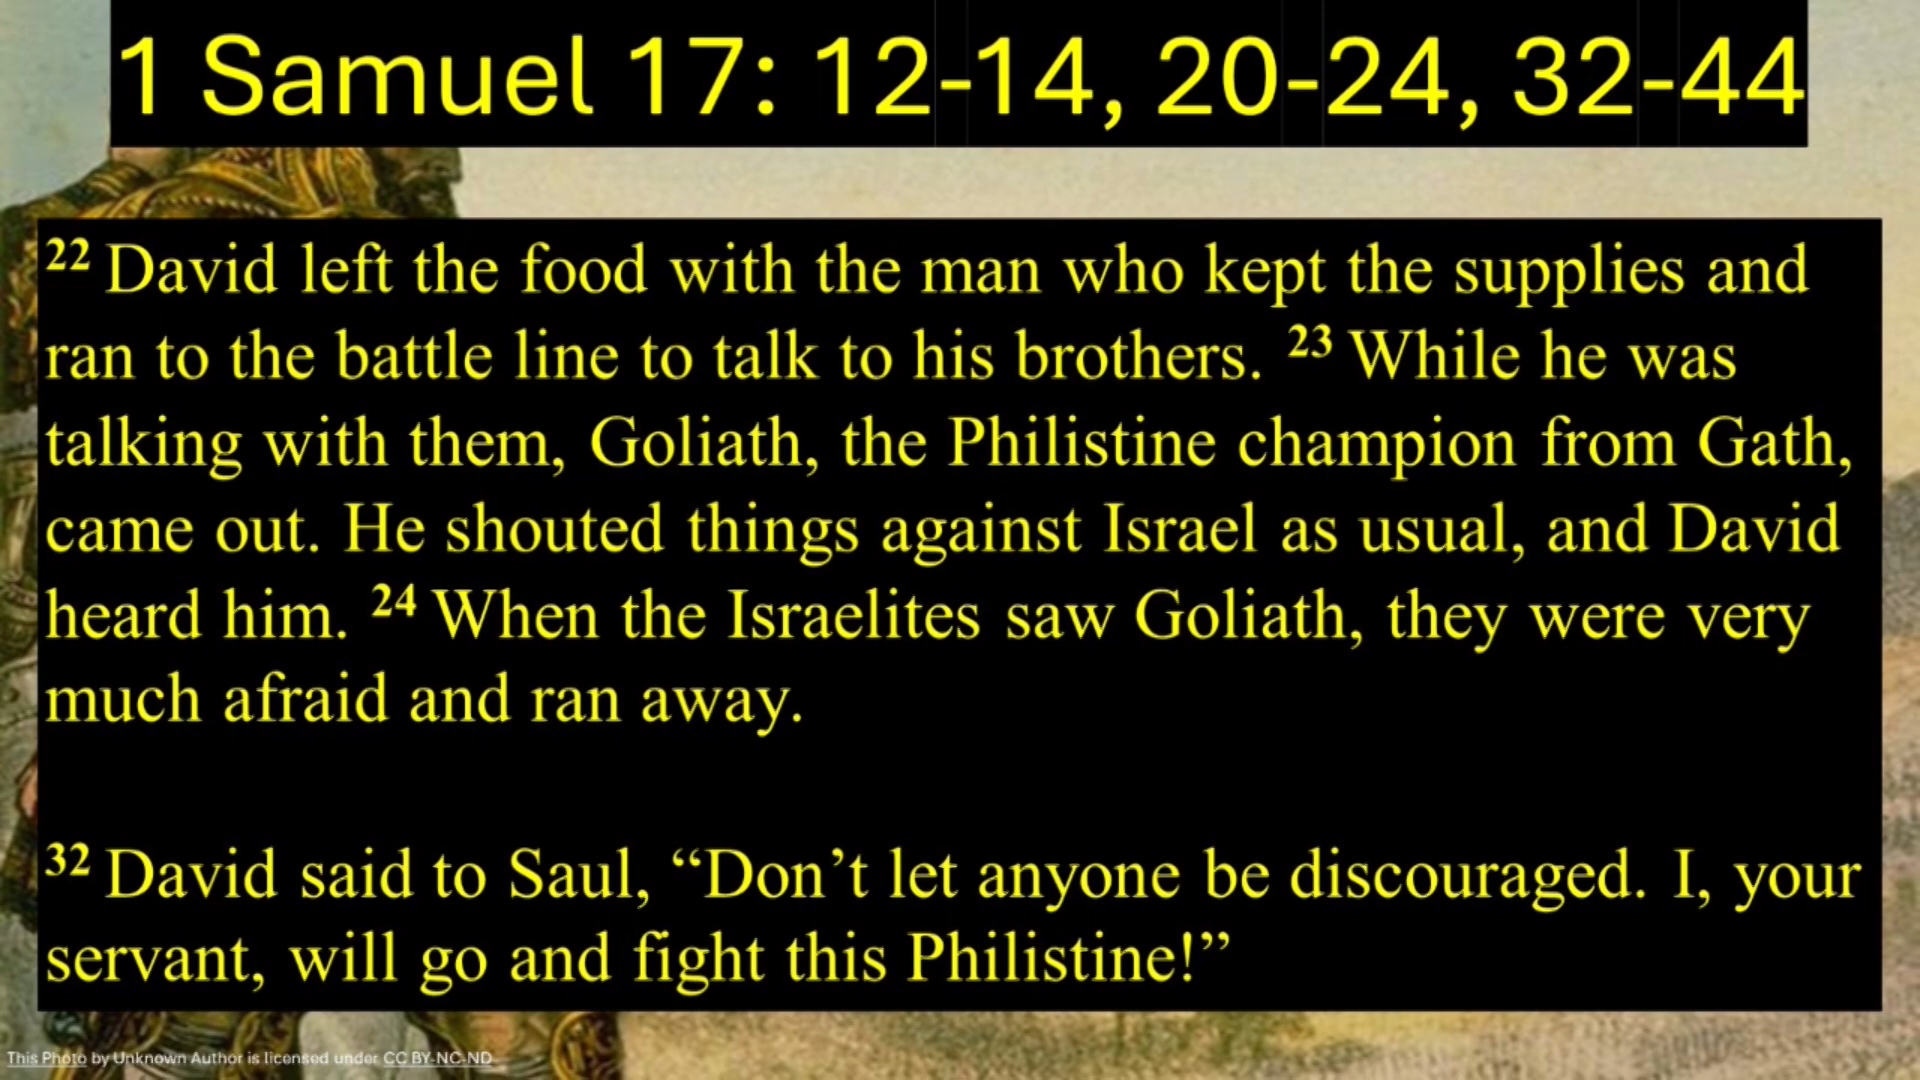 1 Samuel 17: 12-14, 20-24, 32-44
22 David left the food with the man who kept the supplies and
ran to the battle line to talk to his brothers. 23 While he was
talking with them, Goliath, the Philistine champion from Gath,
came out. He shouted things against Israel as usual, and David
heard him. 24 When the Israelites saw Goliath, they were very
much afraid and ran away.
32 David said to Saul, “Don’t let anyone be discouraged. I, your
servant, will go and fight this Philistine!”
This Photo by Unknown Author is licensed under CC BY-NC-ND